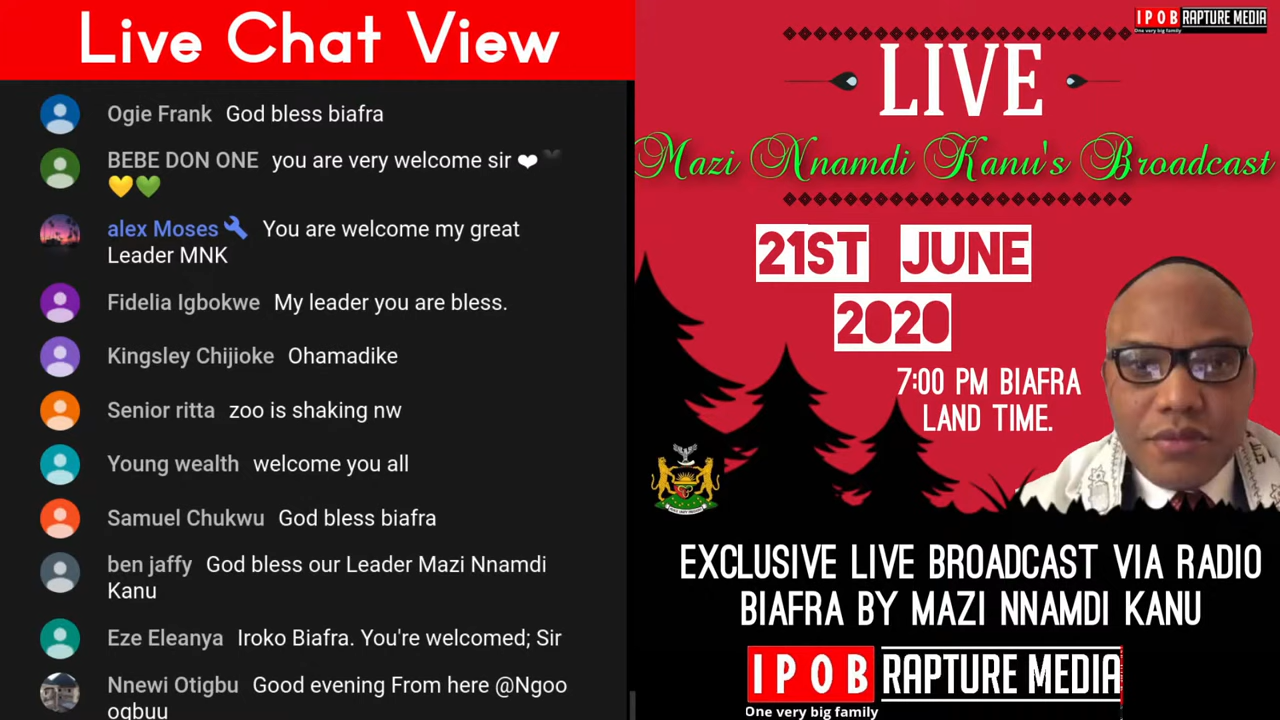 Live Chat View
Ogie Frank God bless biafra
BEBE DON ONE you are very welcome sir ❤🖤
💛💚
alex Moses🔧 You are welcome my great
Leader MNK
Fidelia Igbokwe My leader you are bless.
Kingsley Chijioke Ohamadike
Senior ritta zoo is shaking nw
Young wealth welcome you all
Samuel Chukwu God bless biafra
ben jaffy God bless our Leader Mazi Nnamdi
Kanu
Eze Eleanya Iroko Biafra. You're welcomed; Sir
Nnewi Otigbu Good evening From here @Ngoo
ogbuu
IPOB RAPTURE MEDIA
One very big family
LIVE
Mazi Nnamdi Kanu's Broadcast
21ST JUNE
2020
7:00 PM BIAFRA
LAND TIME.
EXCLUSIVE LIVE BROADCAST VIA RADIO
BIAFRA BY MAZI NNAMDI KANU
IPOB RAPTURE MEDIA
One very big family